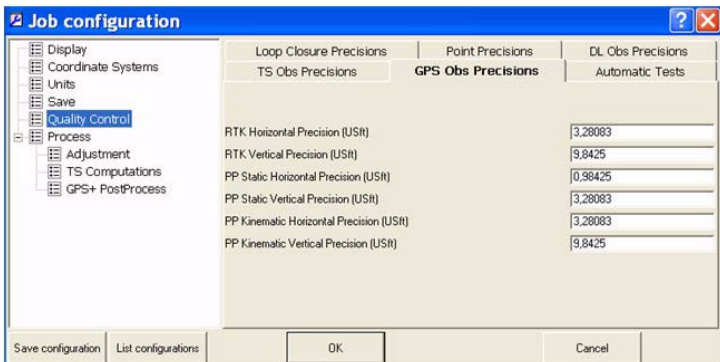 Job configuration
Display
Coordinate Systems
Units
Save
Quality Control
Process
Adjustment
TS Computations
GPS+ PostProcess
Loop Closure Precisions Point Precisions DL Obs Precisions
TS Obs Precisions GPS Obs Precisions Automatic Tests
RTK Horizontal Precision (USft) 3,28083
RTK Vertical Precision (USft) 9,8425
PP Static Horizontal Precision (USft) 0,98425
PP Static Vertical Precision (USft) 3,28083
PP Kinematic Horizontal Precision (USft) 3,28083
PP Kinematic Vertical Precision (USft) 9,8425
Save configuration List configurations OK Cancel